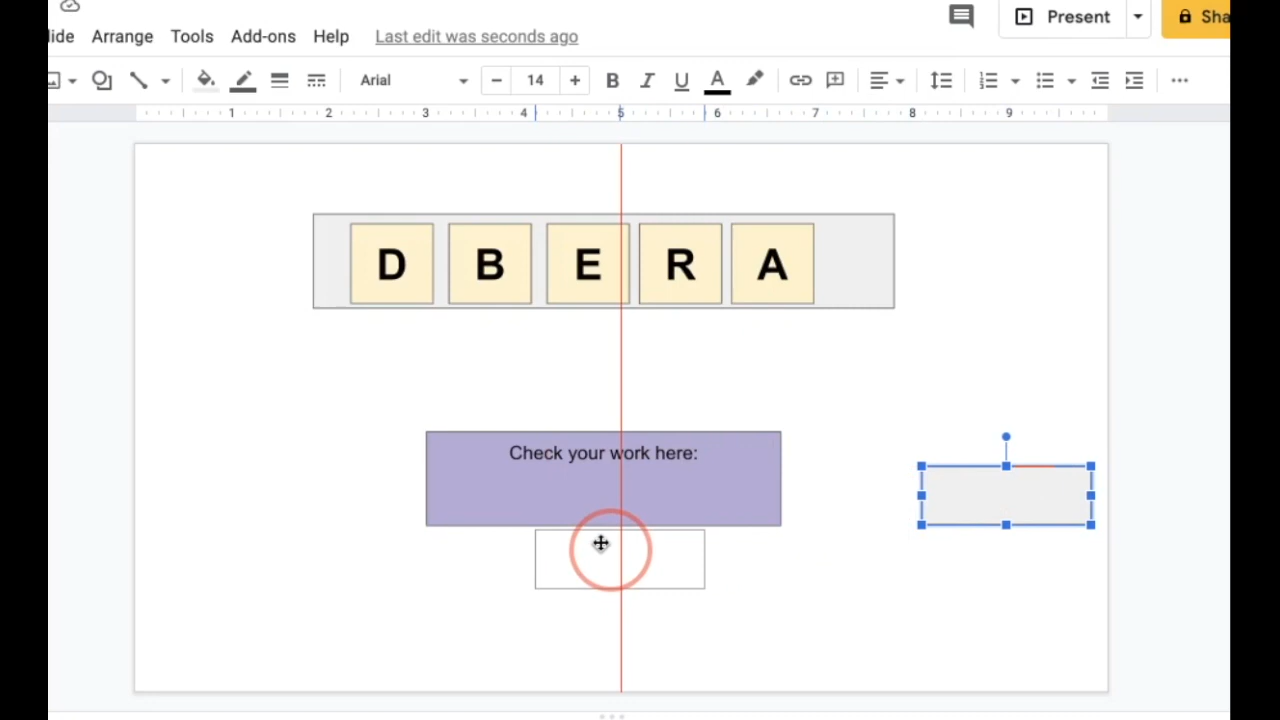 lide Arrange Tools Add-ons Help Last edit was seconds ago Present Sha
Arial 14 B I U A
1 2 3 4 5 6 7 8 9
D B E R A
Check your work here: